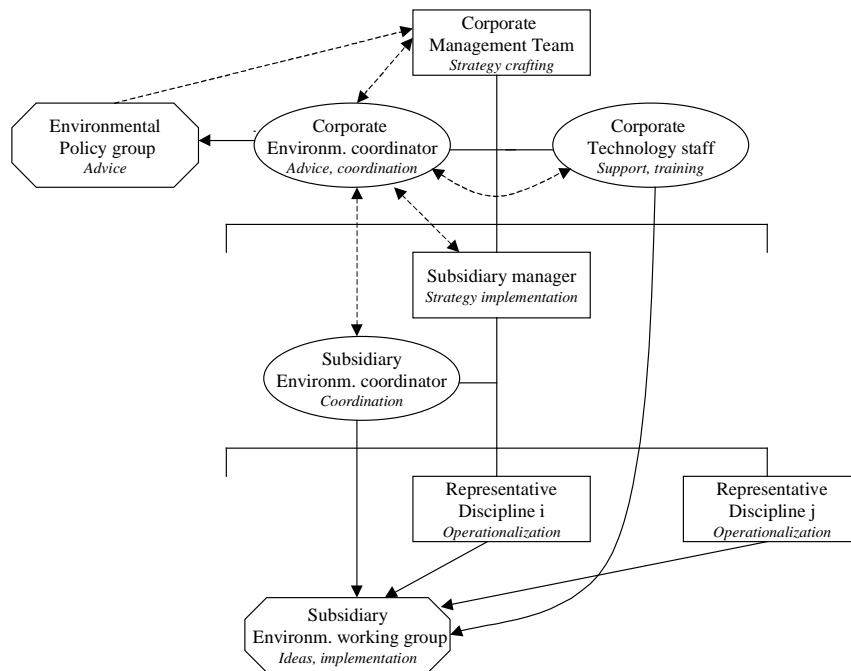 Corporate
Management Team
Strategy crafting
Environmental
Policy group
Advice
Corporate
Environm. coordinator
Advice, coordination
Corporate
Technology staff
Support, training
Subsidiary manager
Strategy implementation
Subsidiary
Environm. coordinator
Coordination
Representative
Discipline i
Operationalization
Representative
Discipline j
Operationalization
Subsidiary
Environm. working group
Ideas, implementation